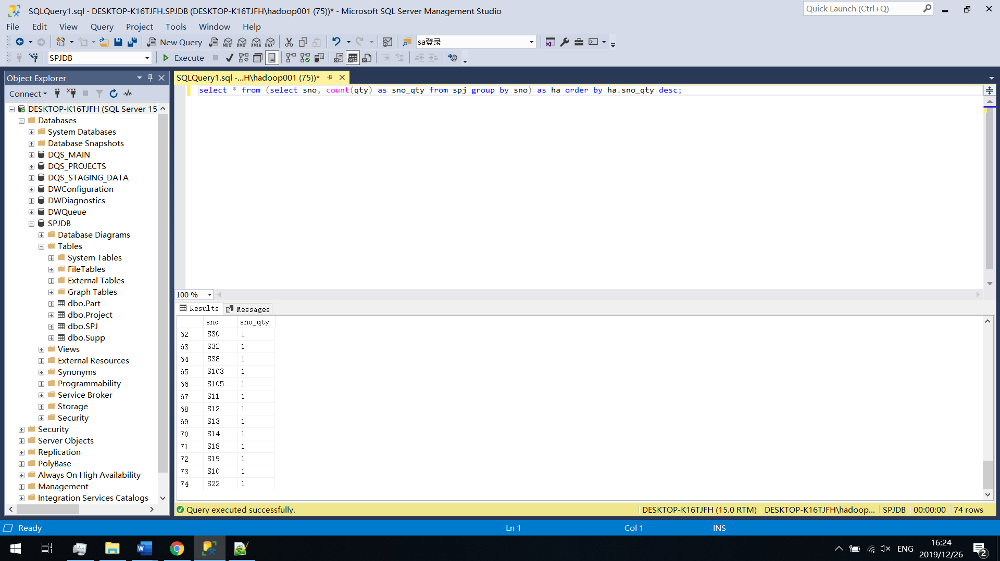 SQLQuery1.sql - DESKTOP-K16TJFH.SPJDB (DESKTOP-K16TJFH\hadoop001 (75))* - Microsoft SQL Server Management Studio
Quick Launch (Ctrl+Q)
File Edit View Query Project Tools Window Help
New Query MDX DMX XMLA DAX sa登录
SPJDB Execute
Object Explorer
Connect
DESKTOP-K16TJFH (SQL Server 15
Databases
System Databases
Database Snapshots
DQS_MAIN
DQS_PROJECTS
DQS_STAGING_DATA
DWConfiguration
DWDiagnostics
DWQueue
SPJDB
Database Diagrams
Tables
System Tables
FileTables
External Tables
Graph Tables
dbo.Part
dbo.Project
dbo.SPJ
dbo.Supp
Views
External Resources
Synonyms
Programmability
Service Broker
Storage
Security
Security
Server Objects
Replication
PolyBase
Always On High Availability
Management
Integration Services Catalogs
SQLQuery1.sql -...H\hadoop001 (75))*
select * from (select sno, count(qty) as sno_qty from spj group by sno) as ha order by ha.sno_qty desc;
100 %
Results Messages
sno sno_qty
62 S30 1
63 S32 1
64 S38 1
65 S103 1
66 S105 1
67 S11 1
68 S12 1
69 S13 1
70 S14 1
71 S18 1
72 S19 1
73 S10 1
74 S22 1
Query executed successfully.
DESKTOP-K16TJFH (15.0 RTM) DESKTOP-K16TJFH\hadoop... SPJDB 00:00:00 74 rows
Ready Ln 1 Col 1 INS
ENG
16:24
2019/12/26
2